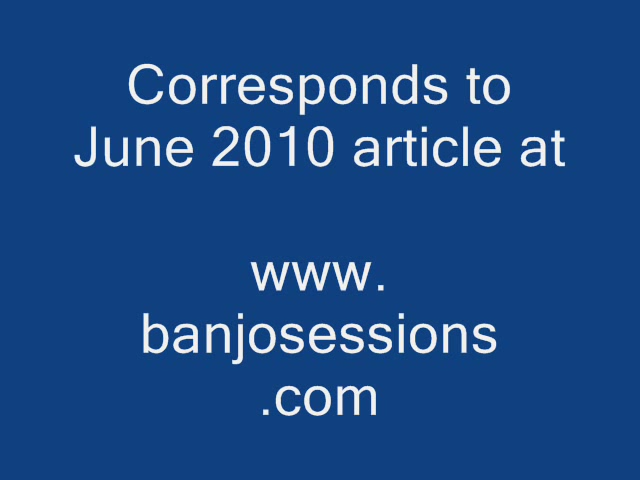 Corresponds to
June 2010 article at
www.
banjosessions
.com